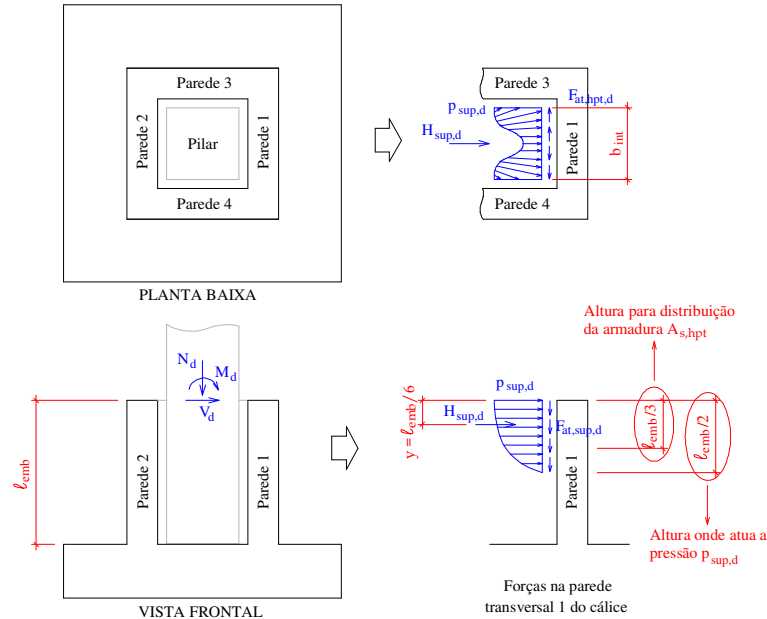 Parede 3
Parede 2
Pilar
Parede 1
Parede 4
PLANTA BAIXA
Parede 3
p sup,d
F at,hpt,d
H sup,d
Parede 1
b int
Parede 4
N d
M d
V d
ℓ emb
Parede 2
Parede 1
VISTA FRONTAL
Altura para distribuição
da armadura A s,hpt
p sup,d
y = ℓ emb/6
H sup,d
F at,sup,d
Parede 1
ℓ emb/3
ℓ emb/2
Altura onde atua a
pressão p sup,d
Forças na parede
transversal 1 do cálice